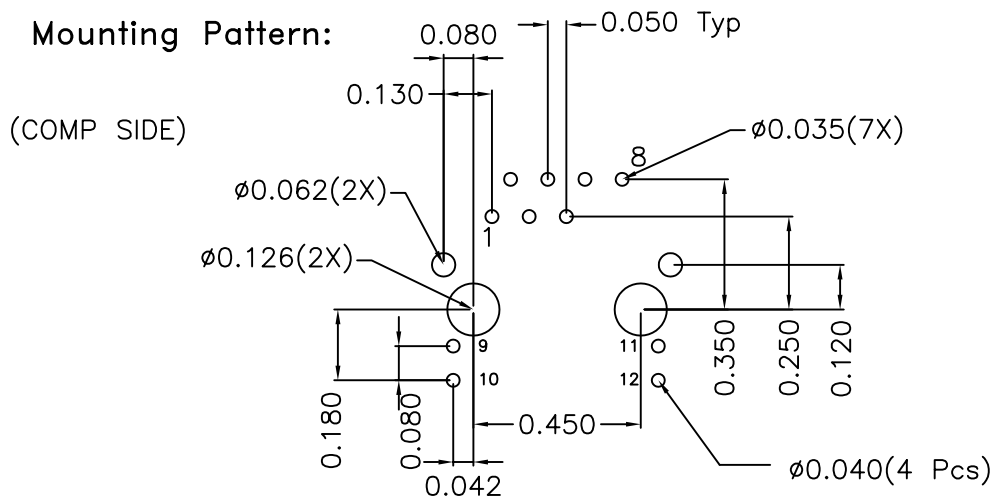 Mounting Pattern:
0.080
0.050 Typ
0.130
(COMP SIDE)
ø0.035(7X)
8
ø0.062(2X)
1
ø0.126(2X)
9
11
10
12
0.350
0.250
0.120
0.180
0.080
0.450
0.042
ø0.040(4 Pcs)